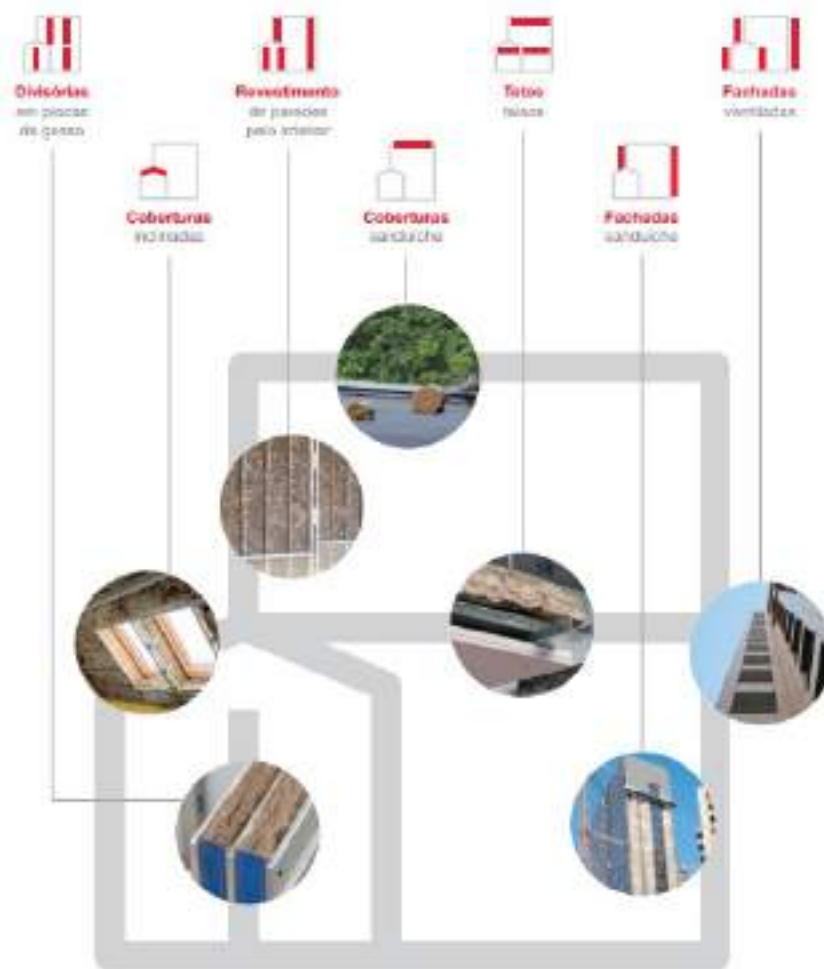 Divisórias
em placas
de gesso
Revestimento
de paredes
pelo interior
Tetos
falsos
Fachadas
ventiladas
Coberturas
inclinadas
Coberturas
sanduíche
Fachadas
sanduíche